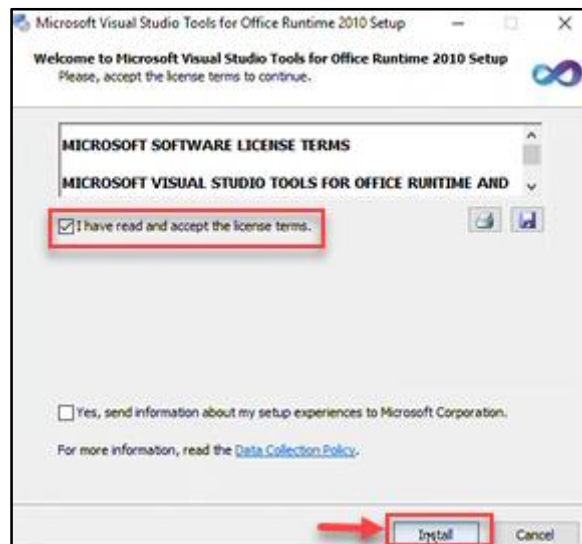 Microsoft Visual Studio Tools for Office Runtime 2010 Setup
Welcome to Microsoft Visual Studio Tools for Office Runtime 2010 Setup
Please, accept the license terms to continue.
MICROSOFT SOFTWARE LICENSE TERMS
MICROSOFT VISUAL STUDIO TOOLS FOR OFFICE RUNTIME AND
I have read and accept the license terms.
Yes, send information about my setup experiences to Microsoft Corporation.
For more information, read the Data Collection Policy.
Install Cancel